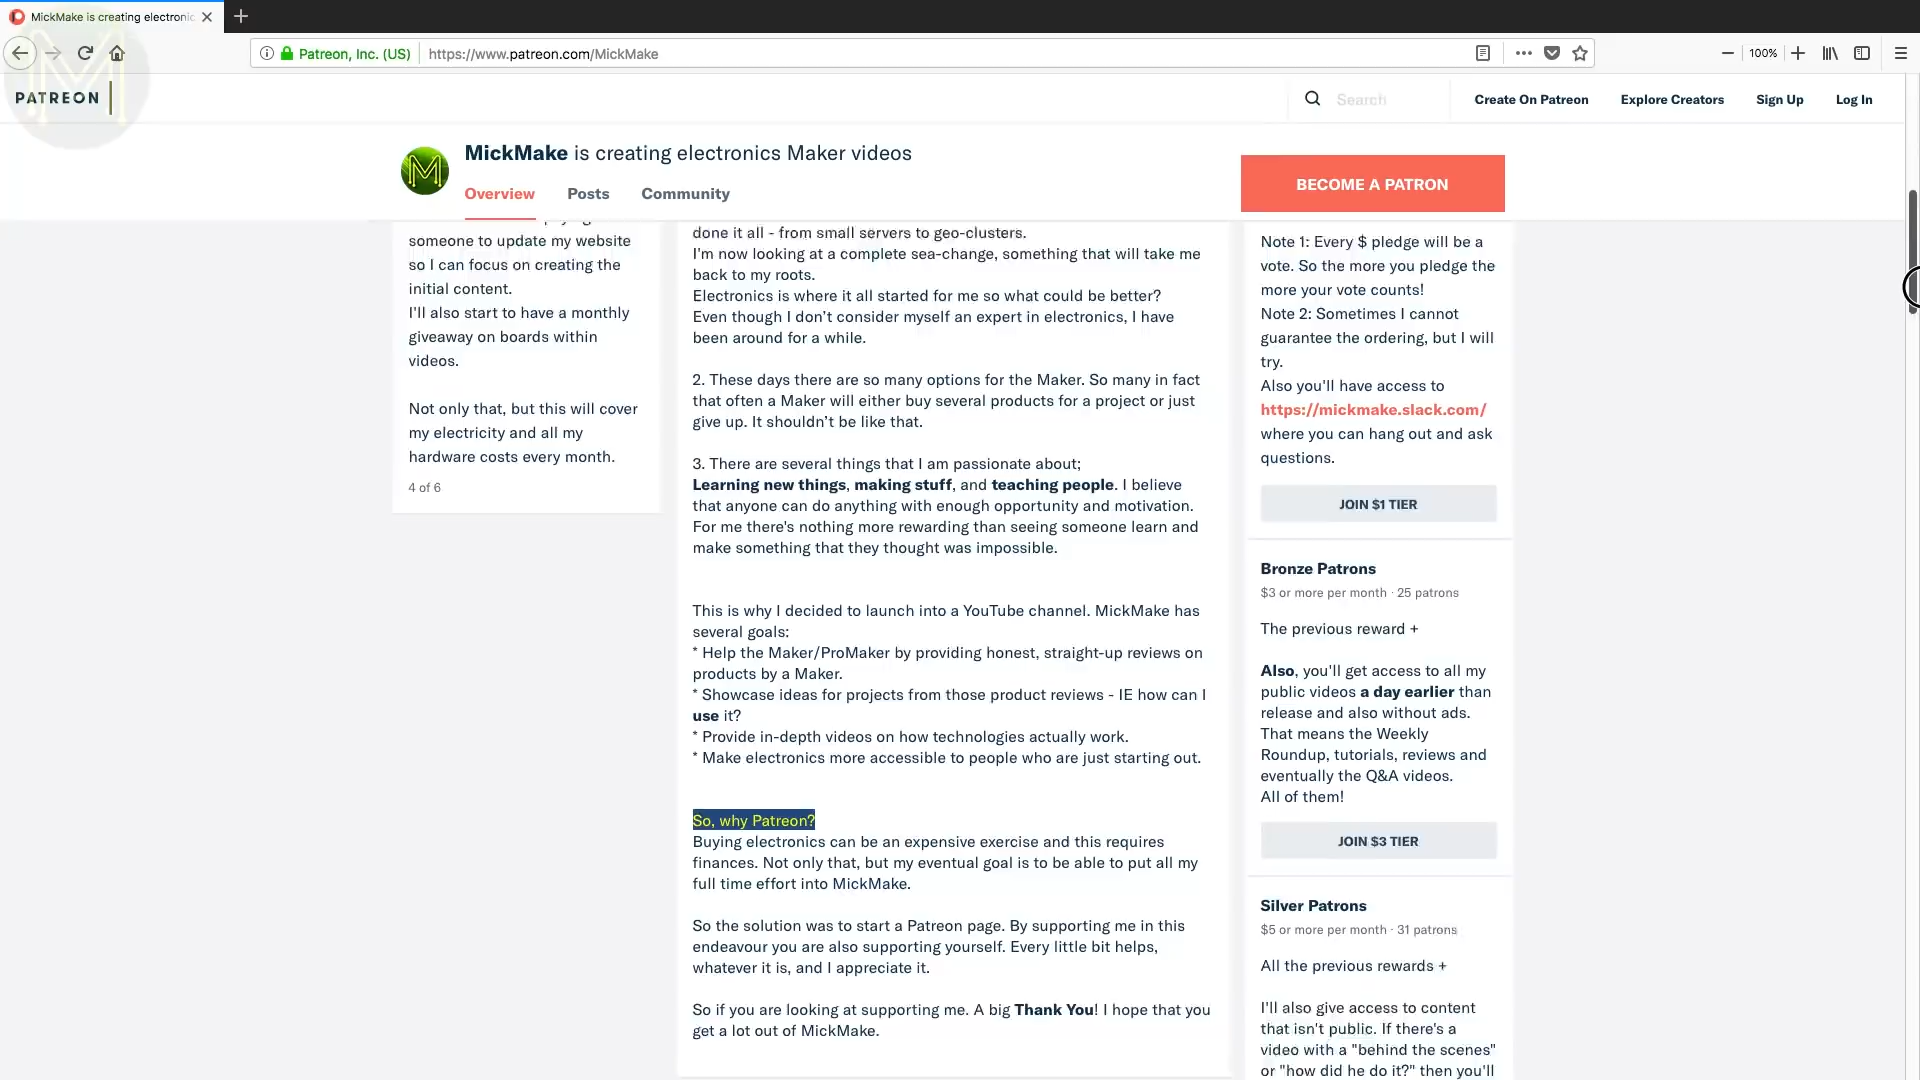 MickMake is creating electronic
Patreon, Inc. (US)
https://www.patreon.com/MickMake
100%
PATREON
Search
Create On Patreon
Explore Creators
Sign Up
Log In
MickMake is creating electronics Maker videos
Overview
Posts
Community
BECOME A PATRON
someone to update my website
so I can focus on creating the
initial content.
I'll also start to have a monthly
giveaway on boards within
videos.
Not only that, but this will cover
my electricity and all my
hardware costs every month.
4 of 6
done it all - from small servers to geo-clusters.
I'm now looking at a complete sea-change, something that will take me
back to my roots.
Electronics is where it all started for me so what could be better?
Even though I don’t consider myself an expert in electronics, I have
been around for a while.
2. These days there are so many options for the Maker. So many in fact
that often a Maker will either buy several products for a project or just
give up. It shouldn’t be like that.
3. There are several things that I am passionate about;
Learning new things, making stuff, and teaching people. I believe
that anyone can do anything with enough opportunity and motivation.
For me there's nothing more rewarding than seeing someone learn and
make something that they thought was impossible.
This is why I decided to launch into a YouTube channel. MickMake has
several goals:
* Help the Maker/ProMaker by providing honest, straight-up reviews on
products by a Maker.
* Showcase ideas for projects from those product reviews - IE how can I
use it?
* Provide in-depth videos on how technologies actually work.
* Make electronics more accessible to people who are just starting out.
So, why Patreon?
Buying electronics can be an expensive exercise and this requires
finances. Not only that, but my eventual goal is to be able to put all my
full time effort into MickMake.
So the solution was to start a Patreon page. By supporting me in this
endeavour you are also supporting yourself. Every little bit helps,
whatever it is, and I appreciate it.
So if you are looking at supporting me. A big Thank You! I hope that you
get a lot out of MickMake.
Note 1: Every $ pledge will be a
vote. So the more you pledge the
more your vote counts!
Note 2: Sometimes I cannot
guarantee the ordering, but I will
try.
Also you'll have access to
https://mickmake.slack.com/
where you can hang out and ask
questions.
JOIN $1 TIER
Bronze Patrons
$3 or more per month · 25 patrons
The previous reward +
Also, you'll get access to all my
public videos a day earlier than
release and also without ads.
That means the Weekly
Roundup, tutorials, reviews and
eventually the Q&A videos.
All of them!
JOIN $3 TIER
Silver Patrons
$5 or more per month · 31 patrons
All the previous rewards +
I'll also give access to content
that isn't public. If there's a
video with a "behind the scenes"
or "how did he do it?" then you'll